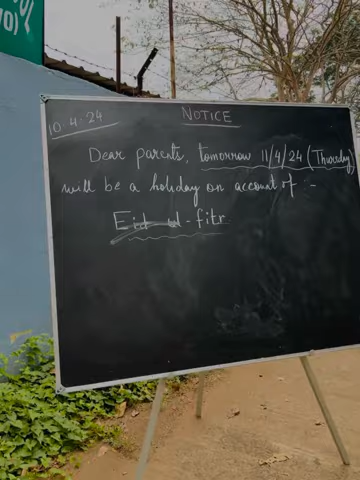 10.4.24
NOTICE
Dear parents, tomorrow 11/4/24 (Thursday)
will be a holiday on account of :-
Eid ul-fitr